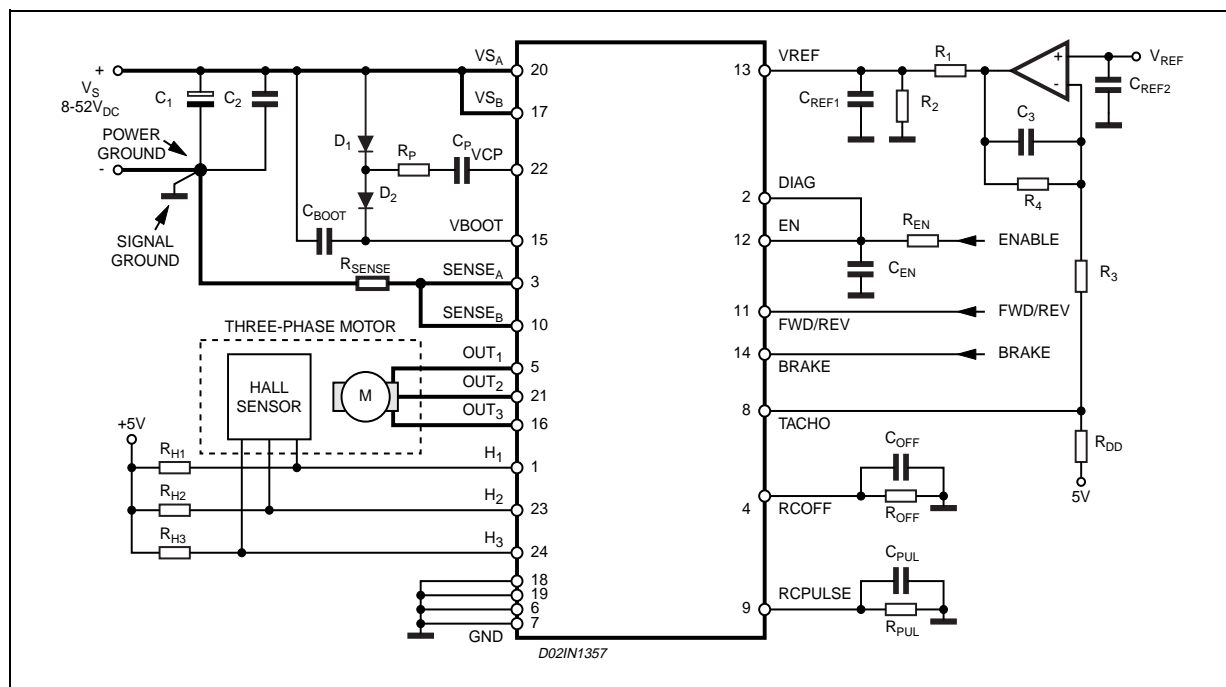 +
V_S
8-52V_DC
C_1
C_2
POWER
GROUND
-
SIGNAL
GROUND
D_1
R_P
C_P
D_2
C_BOOT
R_SENSE
VS_A
20
VS_B
17
VCP
22
VBOOT
15
SENSE_A
3
SENSE_B
10
THREE-PHASE MOTOR
HALL
SENSOR
M
OUT_1
5
OUT_2
21
OUT_3
16
+5V
R_H1
H_1
1
R_H2
H_2
23
R_H3
H_3
24
18
19
6
7
GND
D02IN1357
13
VREF
R_1
+
-
V_REF
C_REF1
R_2
C_REF2
C_3
R_4
2
DIAG
12
EN
R_EN
ENABLE
C_EN
R_3
11
FWD/REV
FWD/REV
14
BRAKE
BRAKE
8
TACHO
R_DD
5V
C_OFF
4
RCOFF
R_OFF
C_PUL
9
RCPULSE
R_PUL